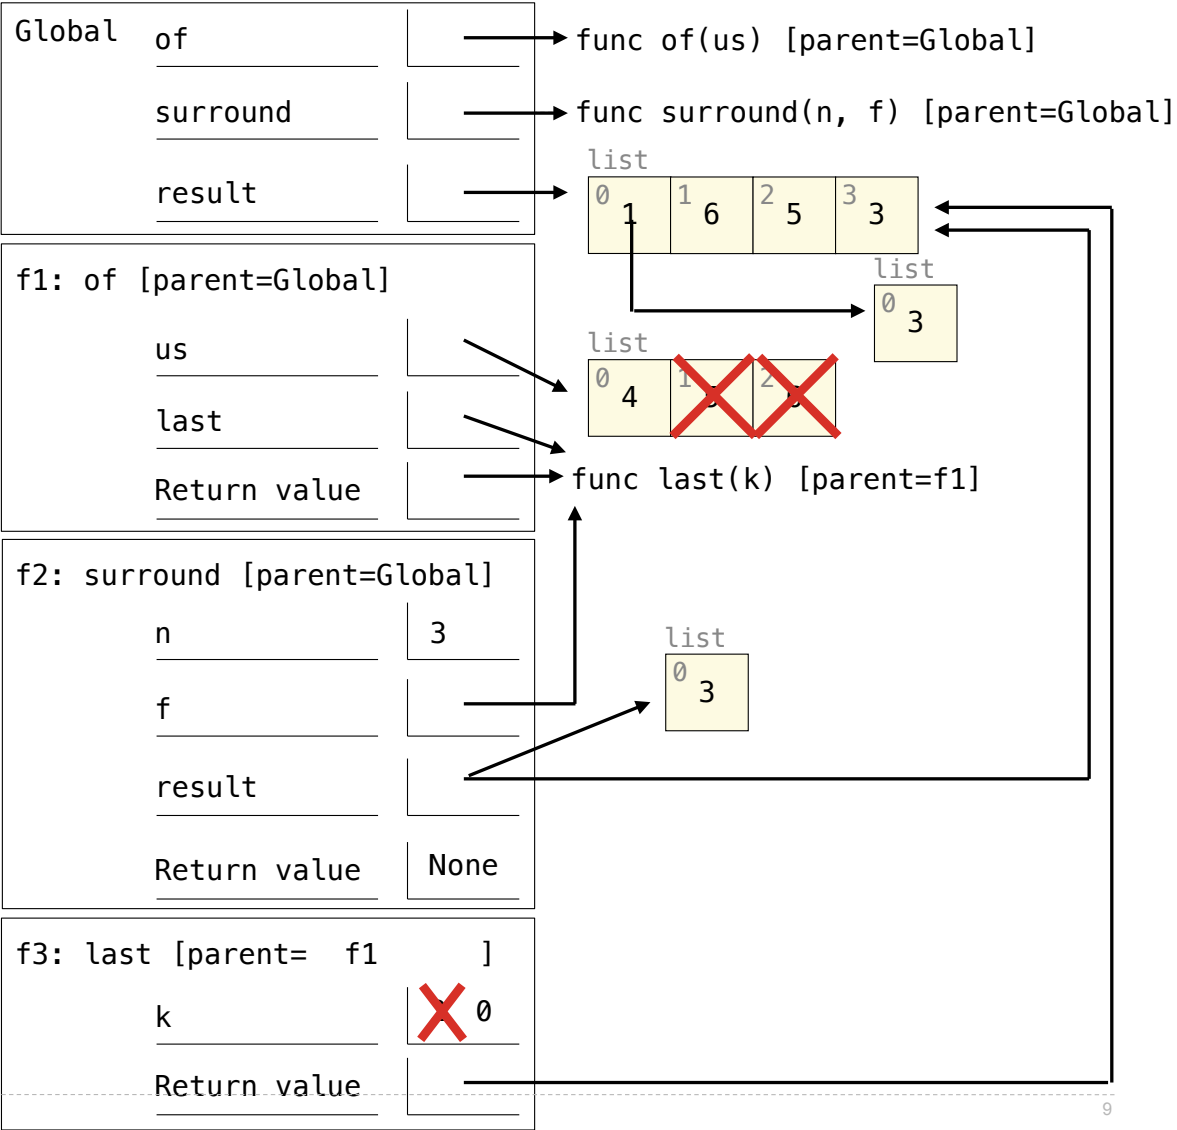 Global
of
func of(us) [parent=Global]
surround
func surround(n, f) [parent=Global]
list
result
0 1 1 6 2 5 3 3
f1: of [parent=Global]
list
0 3
us
list
0 4 1 2
last
Return value
func last(k) [parent=f1]
f2: surround [parent=Global]
n 3
list
0 3
f
result
Return value None
f3: last [parent= f1 ]
k 0
Return value
9